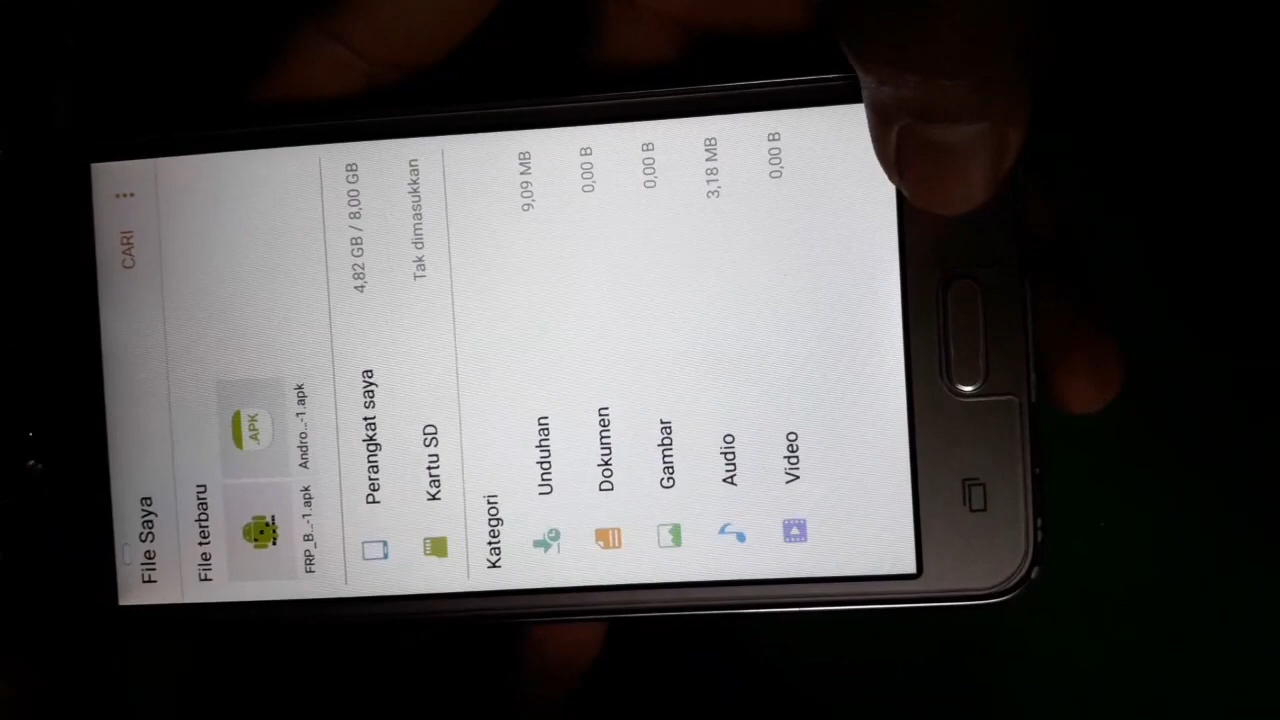 File Saya
CARI
File terbaru
FRP_B..-1.apk
.APK
Andro...-1.apk
Perangkat saya
4,82 GB / 8,00 GB
Kartu SD
Tak dimasukkan
Kategori
Unduhan
9,09 MB
Dokumen
0,00 B
Gambar
0,00 B
Audio
3,18 MB
Video
0,00 B